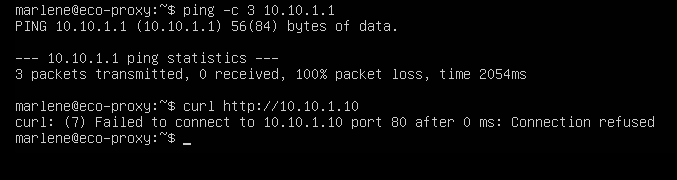 marlene@eco-proxy:~$ ping -c 3 10.10.1.1
PING 10.10.1.1 (10.10.1.1) 56(84) bytes of data.
--- 10.10.1.1 ping statistics ---
3 packets transmitted, 0 received, 100% packet loss, time 2054ms
marlene@eco-proxy:~$ curl http://10.10.1.10
curl: (7) Failed to connect to 10.10.1.10 port 80 after 0 ms: Connection refused
marlene@eco-proxy:~$ _